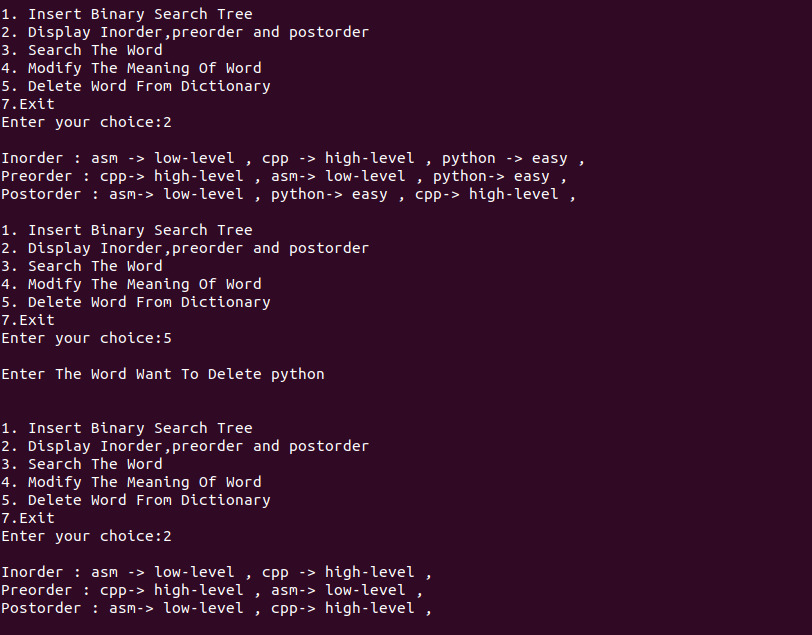 1. Insert Binary Search Tree
2. Display Inorder,preorder and postorder
3. Search The Word
4. Modify The Meaning Of Word
5. Delete Word From Dictionary
7.Exit
Enter your choice:2
Inorder : asm -> low-level , cpp -> high-level , python -> easy ,
Preorder : cpp-> high-level , asm-> low-level , python-> easy ,
Postorder : asm-> low-level , python-> easy , cpp-> high-level ,
1. Insert Binary Search Tree
2. Display Inorder,preorder and postorder
3. Search The Word
4. Modify The Meaning Of Word
5. Delete Word From Dictionary
7.Exit
Enter your choice:5
Enter The Word Want To Delete python
1. Insert Binary Search Tree
2. Display Inorder,preorder and postorder
3. Search The Word
4. Modify The Meaning Of Word
5. Delete Word From Dictionary
7.Exit
Enter your choice:2
Inorder : asm -> low-level , cpp -> high-level ,
Preorder : cpp-> high-level , asm-> low-level ,
Postorder : asm-> low-level , cpp-> high-level ,